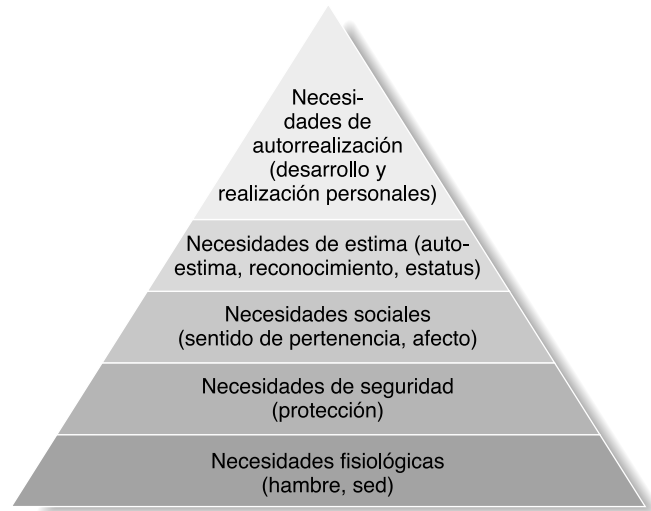 Necesi-
dades de
autorrealización
(desarrollo y
realización personales)
Necesidades de estima (auto-
estima, reconocimiento, estatus)
Necesidades sociales
(sentido de pertenencia, afecto)
Necesidades de seguridad
(protección)
Necesidades fisiológicas
(hambre, sed)